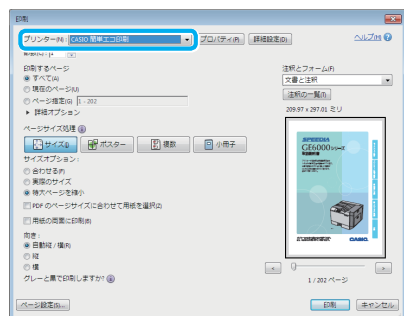 印刷
プリンター(N): CASIO 簡単エコ印刷 プロパティ(P) 詳細設定(D) ヘルプ(H)
印刷するページ
すべて(A)
現在のページ(U)
ページ指定(G) 1 - 202
詳細オプション
ページサイズ処理
サイズ(I) ポスター 複数 小冊子
サイズオプション:
合わせる(F)
実際のサイズ
特大ページを縮小
PDF のページサイズに合わせて用紙を選択(Z)
用紙の両面に印刷(B)
向き:
自動縦/横(R)
縦
横
グレーと黒で印刷しますか?
注釈とフォーム(F)
文書と注釈
注釈の一覧(T)
209.97 x 297.01 ミリ
SPEEDIA
GE6000シリーズ
CASIO
< >
1 / 202 ページ
ページ設定(S)... 印刷 キャンセル